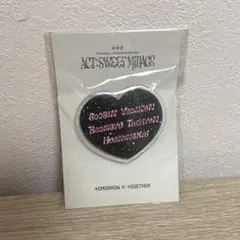 ACT:SWEET MIRAGE
SOOBIN YEONJUN
BEOMGYU TAEHYUN
HUENINGKAI
TOMORROW X TOGETHER